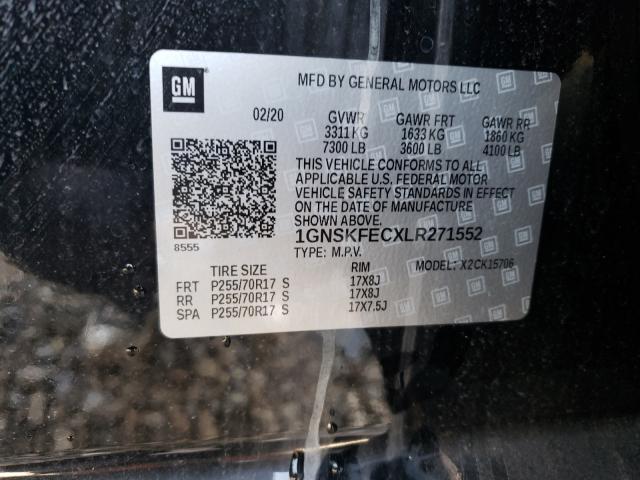 GM
MFD BY GENERAL MOTORS LLC
02/20 GVWR GAWR FRT GAWR RR
3311 KG 1633 KG 1860 KG
7300 LB 3600 LB 4100 LB
THIS VEHICLE CONFORMS TO ALL
APPLICABLE U.S. FEDERAL MOTOR
VEHICLE SAFETY STANDARDS IN EFFECT
ON THE DATE OF MANUFACTURE
SHOWN ABOVE.
1GNSKFECXLR271552
8555
TYPE: M.P.V. MODEL: X2CK15706
TIRE SIZE RIM
FRT P255/70R17 S 17X8J
RR P255/70R17 S 17X8J
SPA P255/70R17 S 17X7.5J